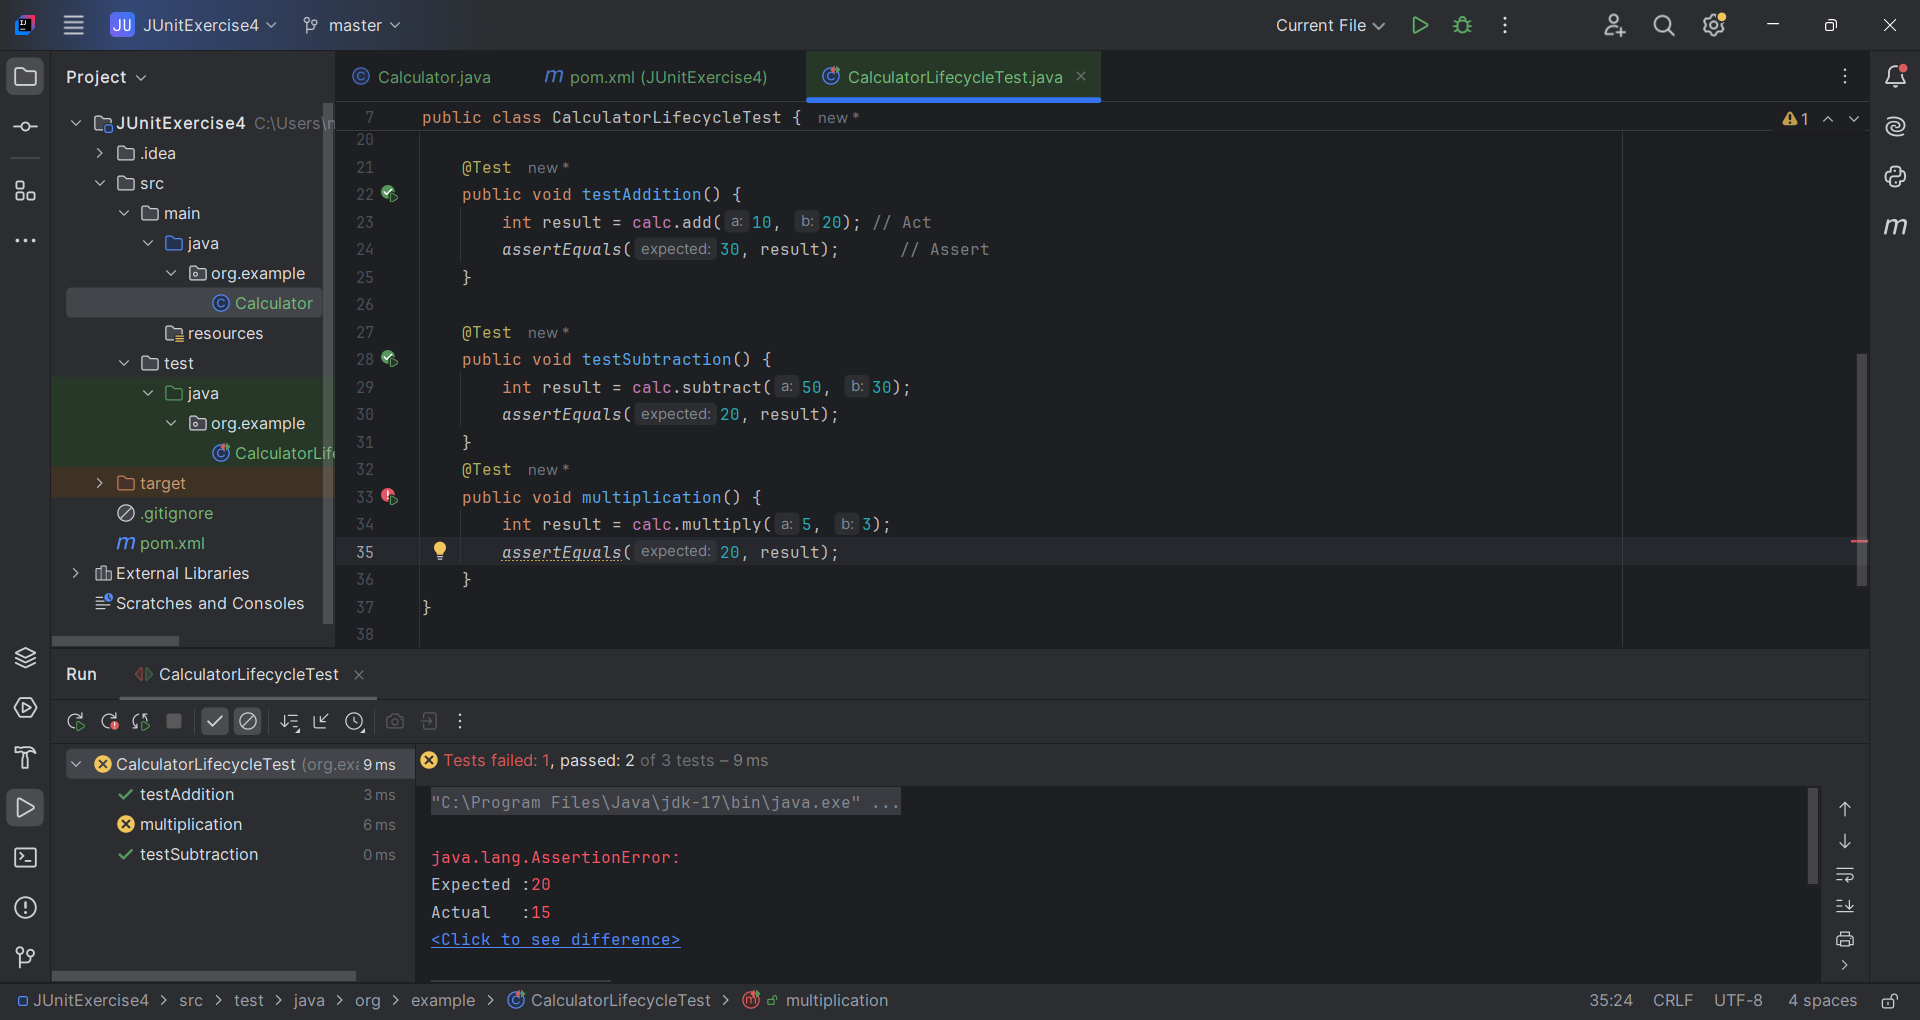 JU JUnitExercise4 master Current File
Project
Calculator.java
m pom.xml (JUnitExercise4)
CalculatorLifecycleTest.java
JUnitExercise4 C:\Users\n
.idea
src
main
java
org.example
Calculator
resources
test
java
org.example
CalculatorLife
target
.gitignore
m pom.xml
External Libraries
Scratches and Consoles
7 public class CalculatorLifecycleTest { new *
1
20
21 @Test new *
22 public void testAddition() {
23 int result = calc.add( a: 10, b: 20); // Act
24 assertEquals( expected: 30, result); // Assert
25 }
26
27 @Test new *
28 public void testSubtraction() {
29 int result = calc.subtract( a: 50, b: 30);
30 assertEquals( expected: 20, result);
31 }
32 @Test new *
33 public void multiplication() {
34 int result = calc.multiply( a: 5, b: 3);
35 assertEquals( expected: 20, result);
36 }
37 }
38
m
Run CalculatorLifecycleTest
CalculatorLifecycleTest (org.exa 9 ms
testAddition 3 ms
multiplication 6 ms
testSubtraction 0 ms
Tests failed: 1, passed: 2 of 3 tests – 9 ms
"C:\Program Files\Java\jdk-17\bin\java.exe" ...
java.lang.AssertionError:
Expected :20
Actual :15
<Click to see difference>
JUnitExercise4 > src > test > java > org > example > CalculatorLifecycleTest > m multiplication
35:24 CRLF UTF-8 4 spaces